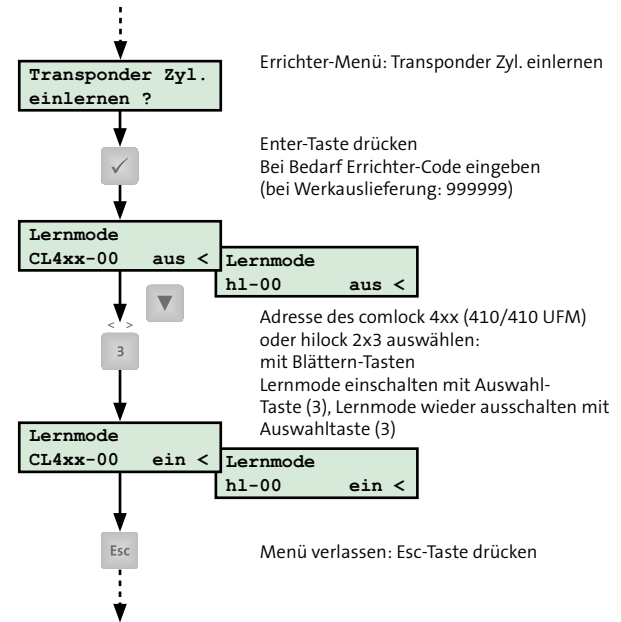 Transponder Zyl.
einlernen ?
Errichter-Menü: Transponder Zyl. einlernen
✓
Enter-Taste drücken
Bei Bedarf Errichter-Code eingeben
(bei Werkauslieferung: 999999)
Lernmode
CL4xx-00 aus <
Lernmode
hl-00 aus <
▼
< >
3
Adresse des comlock 4xx (410/410 UFM)
oder hilock 2x3 auswählen:
mit Blättern-Tasten
Lernmode einschalten mit Auswahl-
Taste (3), Lernmode wieder ausschalten mit
Auswahltaste (3)
Lernmode
CL4xx-00 ein <
Lernmode
hl-00 ein <
Esc
Menü verlassen: Esc-Taste drücken